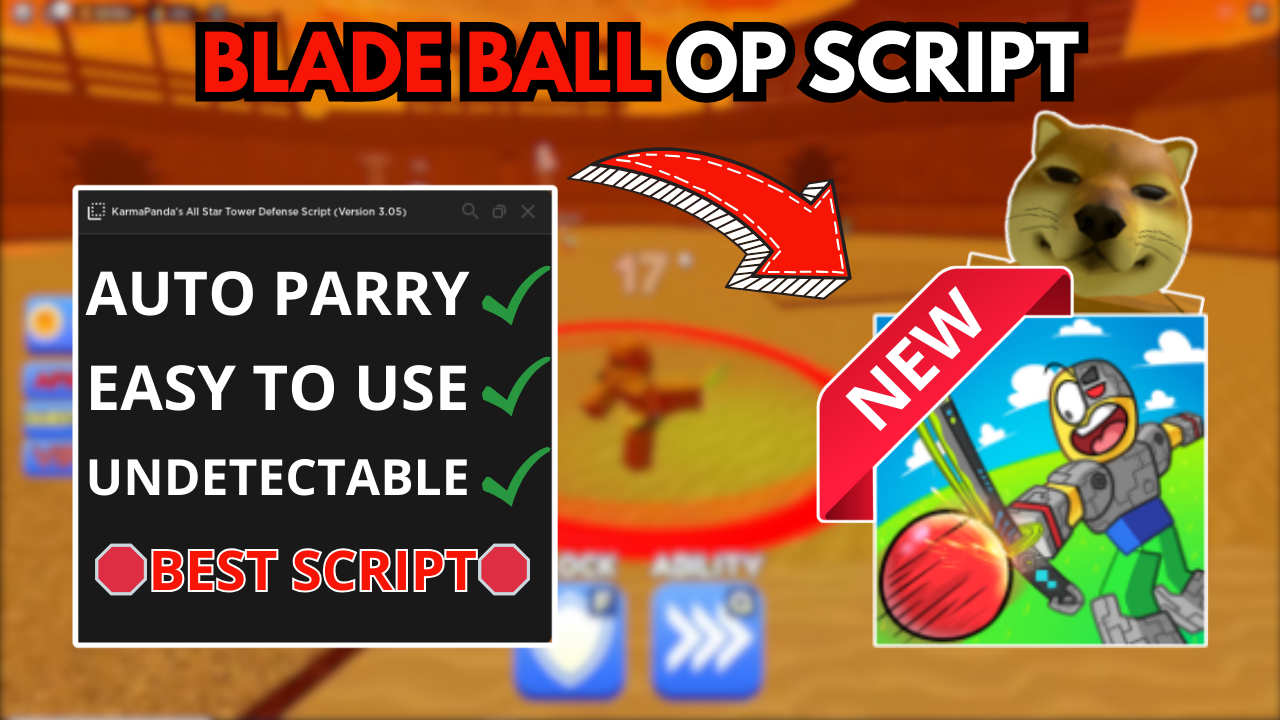 BLADE BALL OP SCRIPT
KarmaPanda's All Star Tower Defense Script (Version 3.05)
AUTO PARRY
EASY TO USE
UNDETECTABLE
BEST SCRIPT
NEW
17
ABILITY
F